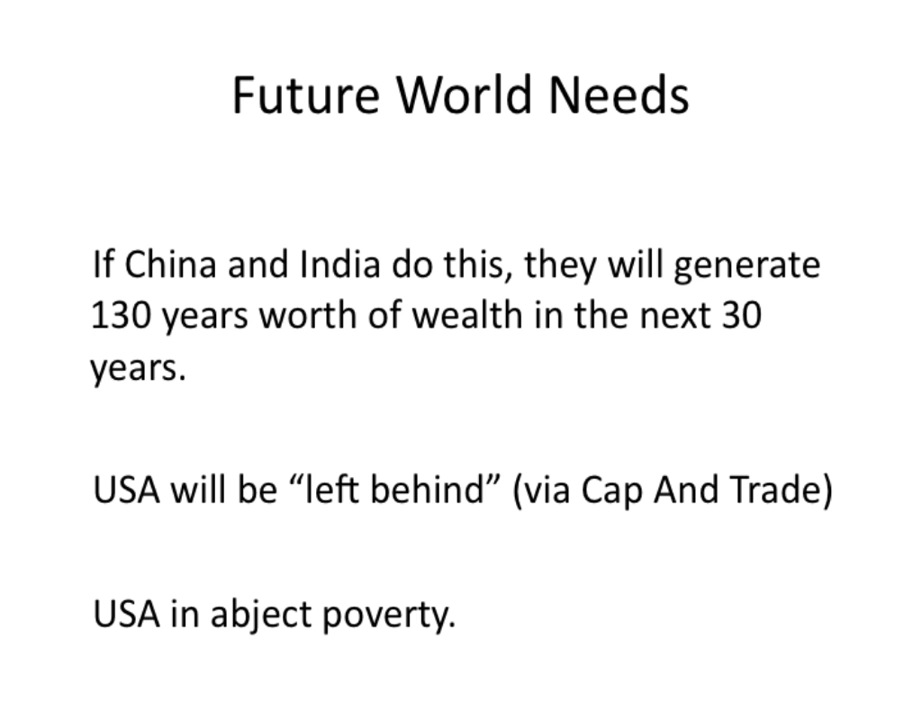 Future World Needs
If China and India do this, they will generate
130 years worth of wealth in the next 30
years.
USA will be “left behind” (via Cap And Trade)
USA in abject poverty.